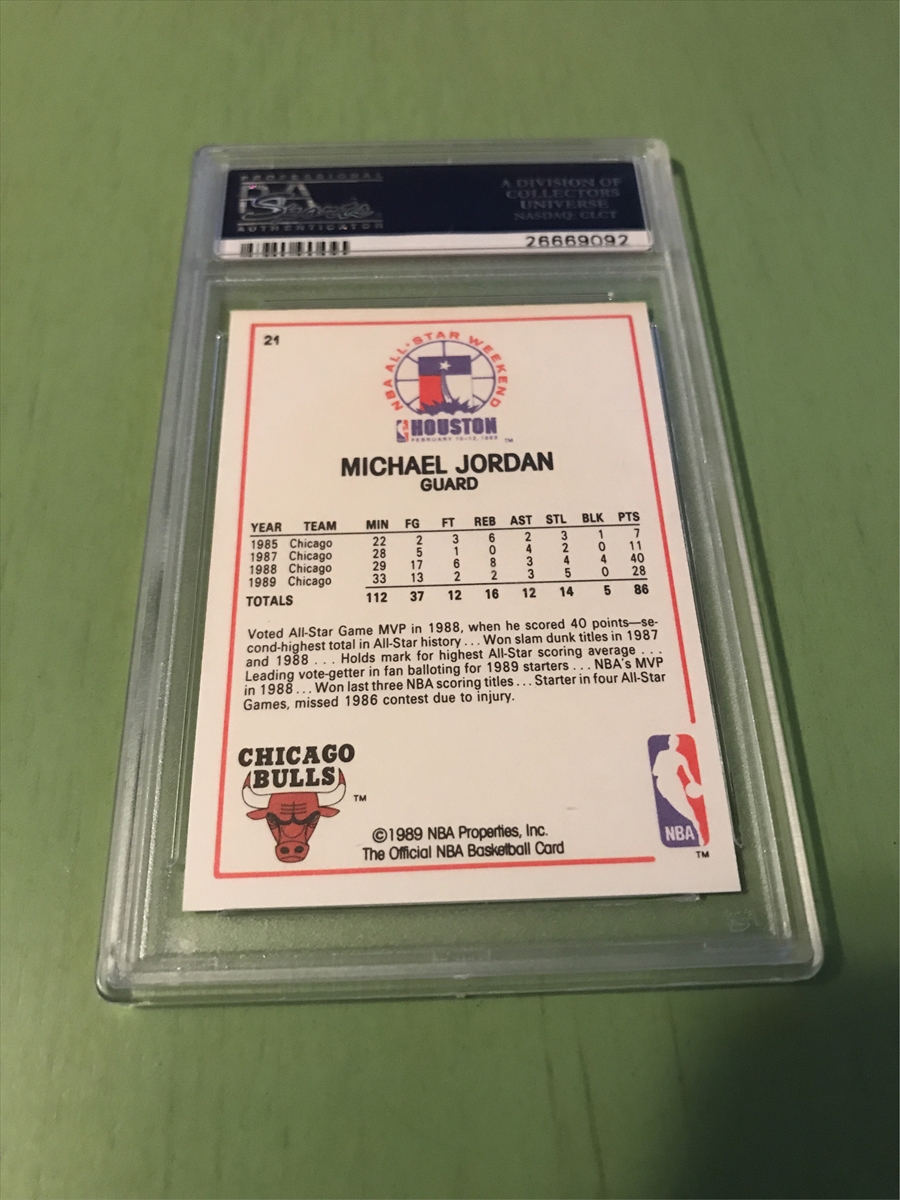 PROFESSIONAL
PSA
Sports
AUTHENTICATOR
A DIVISION OF
COLLECTORS
UNIVERSE
NASDAQ: CLCT
26669092
21
NBA ALL-STAR WEEKEND
HOUSTON
FEBRUARY 10-12, 1989 ™
MICHAEL JORDAN
GUARD
YEAR TEAM MIN FG FT REB AST STL BLK PTS
1985 Chicago 22 2 3 6 2 3 1 7
1987 Chicago 28 5 1 0 4 2 0 11
1988 Chicago 29 17 6 8 3 4 4 40
1989 Chicago 33 13 2 2 3 5 0 28
TOTALS 112 37 12 16 12 14 5 86
Voted All-Star Game MVP in 1988, when he scored 40 points—se-
cond-highest total in All-Star history . . . Won slam dunk titles in 1987
and 1988 . . . Holds mark for highest All-Star scoring average . . .
Leading vote-getter in fan balloting for 1989 starters . . . NBA's MVP
in 1988 . . . Won last three NBA scoring titles . . . Starter in four All-Star
Games, missed 1986 contest due to injury.
CHICAGO
BULLS
™
NBA
™
©1989 NBA Properties, Inc.
The Official NBA Basketball Card